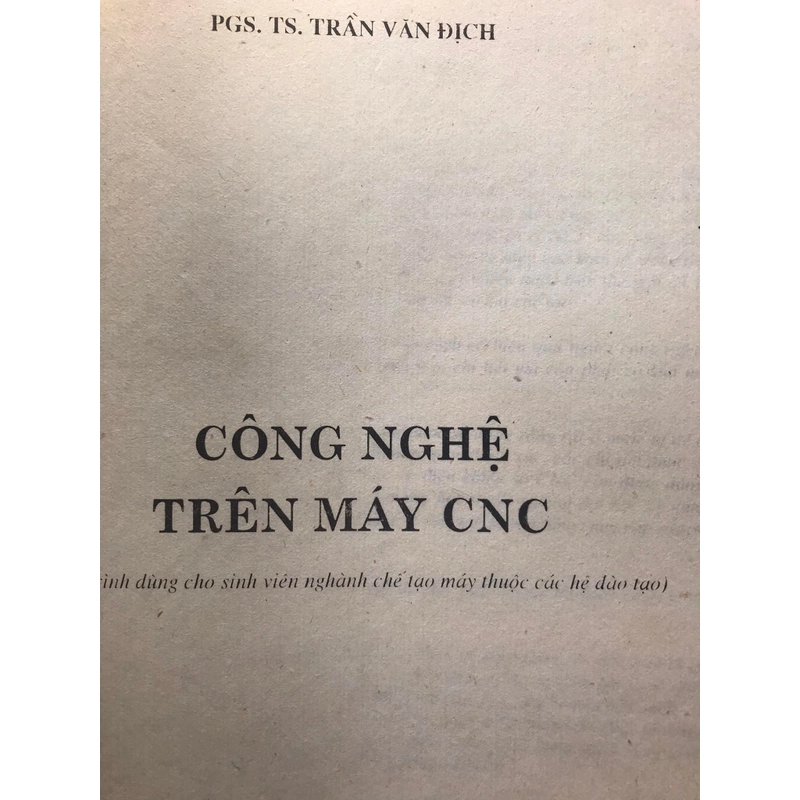 PGS. TS. TRẦN VĂN ĐỊCH
CÔNG NGHỆ
TRÊN MÁY CNC
rình dùng cho sinh viên nghành chế tạo máy thuộc các hệ đào tạo)